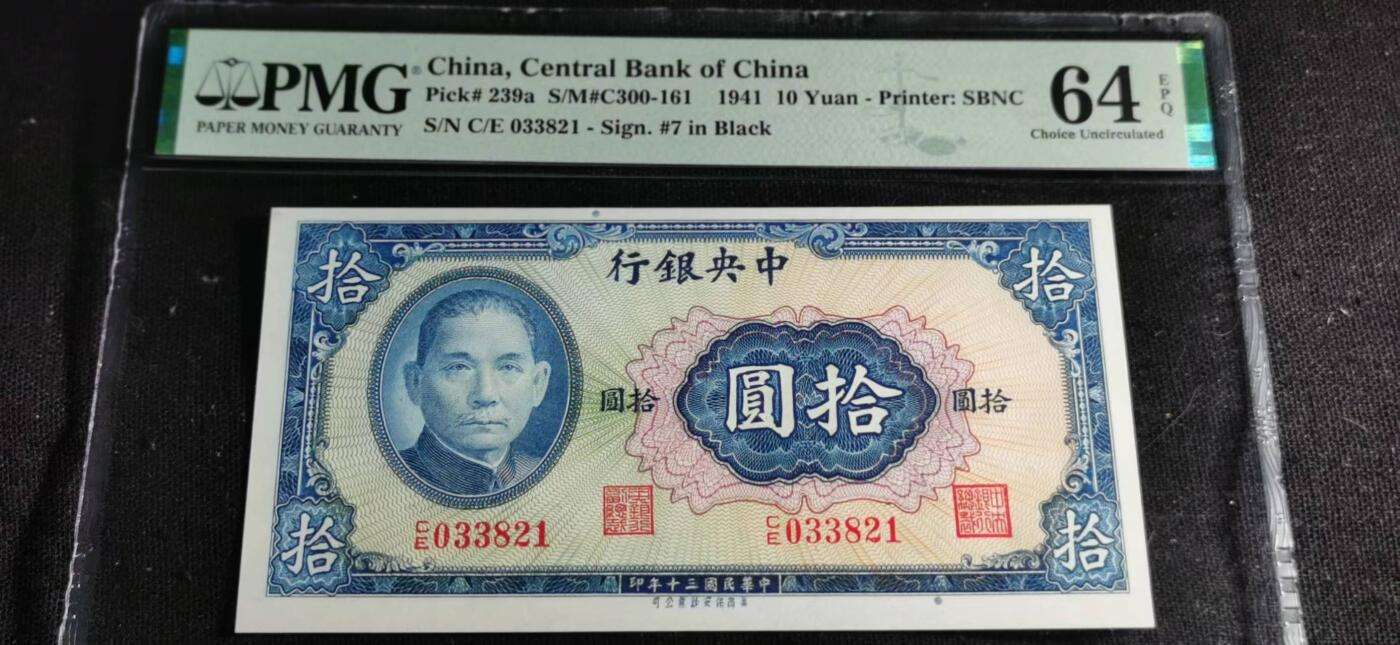 PMG®
PAPER MONEY GUARANTY
China, Central Bank of China
Pick# 239a S/M#C300-161 1941 10 Yuan - Printer: SBNC
S/N C/E 033821 - Sign. #7 in Black
64 EPQ
Choice Uncirculated
行銀央中
拾 拾
圓拾 圓拾 圓拾
C/E 033821 C/E 033821
拾 拾
印年十三國民華中